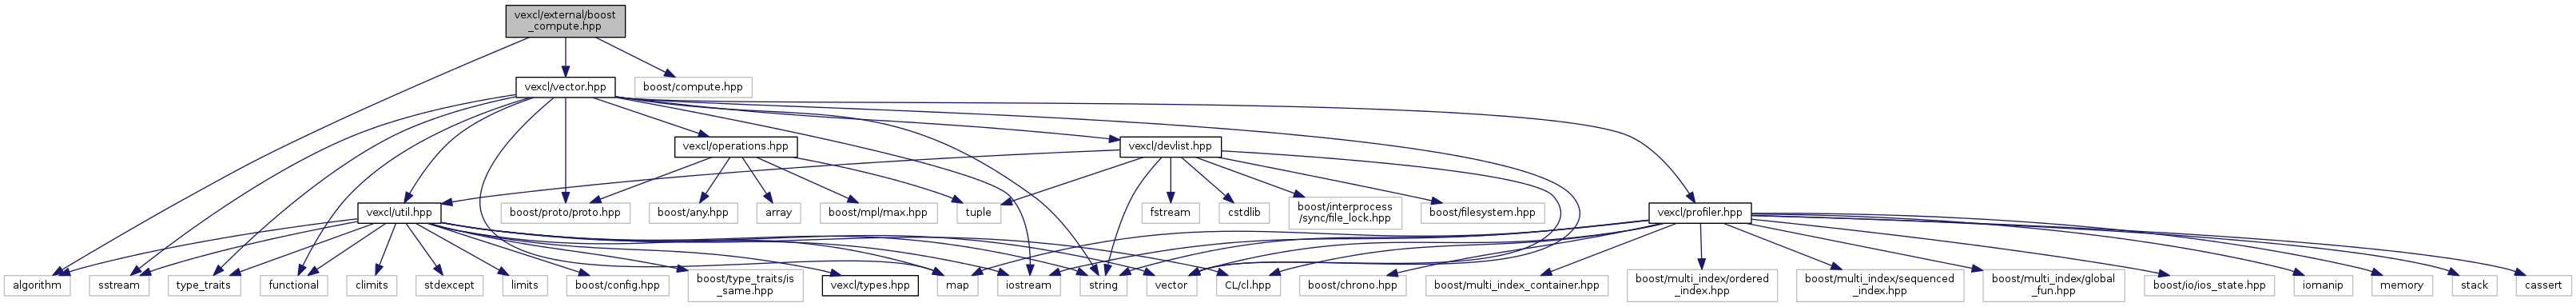 vexcl/external/boost
_compute.hpp
vexcl/vector.hpp
boost/compute.hpp
vexcl/operations.hpp
vexcl/devlist.hpp
vexcl/util.hpp
boost/proto/proto.hpp
boost/any.hpp
array
boost/mpl/max.hpp
tuple
fstream
cstdlib
boost/interprocess
/sync/file_lock.hpp
boost/filesystem.hpp
vexcl/profiler.hpp
algorithm
sstream
type_traits
functional
climits
stdexcept
limits
boost/config.hpp
boost/type_traits/is
_same.hpp
vexcl/types.hpp
map
iostream
string
vector
CL/cl.hpp
boost/chrono.hpp
boost/multi_index_container.hpp
boost/multi_index/ordered
_index.hpp
boost/multi_index/sequenced
_index.hpp
boost/multi_index/global
_fun.hpp
boost/io/ios_state.hpp
iomanip
memory
stack
cassert